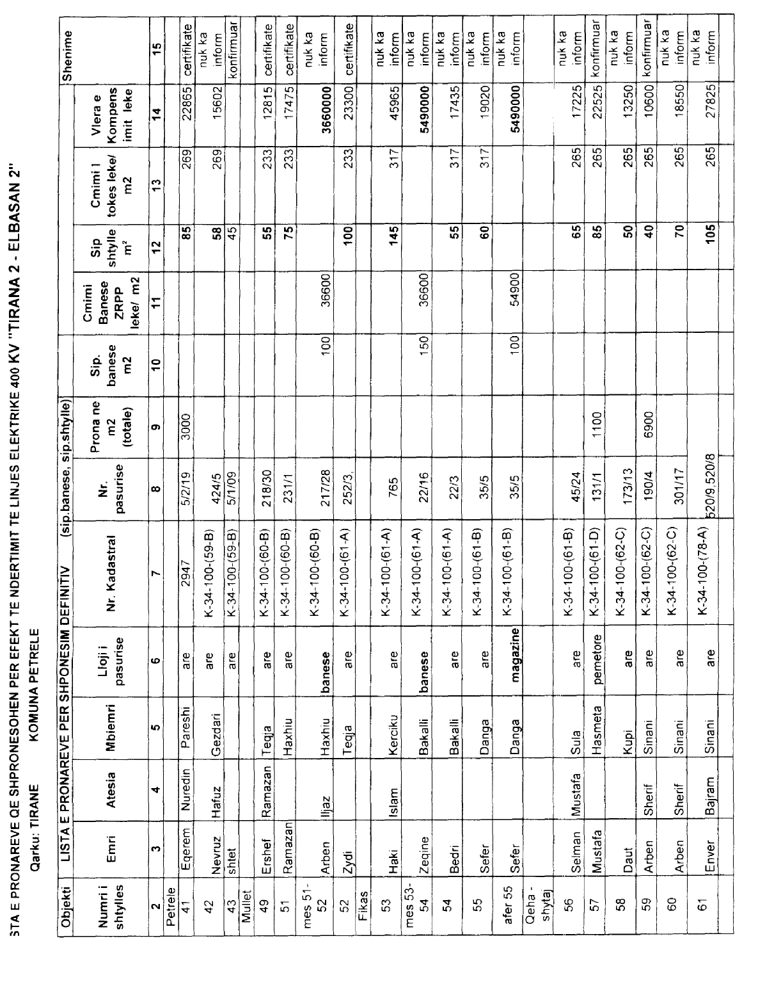 STA E PRONAREVE QE SHPRONESOHEN PER EFEKT TE NDERTIMIT TE LINJES ELEKTRIKE 400 KV "TIRANA 2 - ELBASAN 2"
Qarku: TIRANE KOMUNA PETRELE
Objekti LISTA E PRONAREVE PER SHPONESIM DEFINITIV (sip.banese, sip.shtylle) Shenime
Numri i shtylles Emri Atesia Mbiemri Lloji i pasurise Nr. Kadastral Nr. pasurise Prona ne m2 (totale) Sip. banese m2 Cmimi Banese ZRPP leke/ m2 Sip shtylle m² Cmimi I tokes leke/ m2 Vlera e Kompens imit leke
2 3 4 5 6 7 8 9 10 11 12 13 14 15
Petrele
41 Eqerem Nuredin Pareshi are 2947 5/2/19 3000 85 269 22865 certifikate
42 Nevruz Hafuz Gezdari are K-34-100-(59-B) 424/5 58 269 15602 nuk ka inform
43 shtet are K-34-100-(59-B) 5/1/09 45 konfirmuar
Mullet
49 Ershef Ramazan Teqja are K-34-100-(60-B) 218/30 55 233 12815 certifikate
51 Ramazan Haxhiu are K-34-100-(60-B) 231/1 75 233 17475 certifikate
mes 51-52 Arben Iljaz Haxhiu banese K-34-100-(60-B) 217/28 100 36600 3660000 nuk ka inform
52 Zydi Teqja are K-34-100-(61-A) 252/3, 100 233 23300 certifikate
Fikas
53 Haki Islam Kerciku are K-34-100-(61-A) 765 145 317 45965 nuk ka inform
mes 53-54 Zeqine Bakalli banese K-34-100-(61-A) 22/16 150 36600 5490000 nuk ka inform
54 Bedri Bakalli are K-34-100-(61-A) 22/3 55 317 17435 nuk ka inform
55 Sefer Danga are K-34-100-(61-B) 35/5 60 317 19020 nuk ka inform
afer 55 Sefer Danga magazine K-34-100-(61-B) 35/5 100 54900 5490000 nuk ka inform
Qeha - shytaj
56 Selman Mustafa Sula are K-34-100-(61-B) 45/24 65 265 17225 nuk ka inform
57 Mustafa Hasmeta pemetore K-34-100-(61-D) 131/1 1100 85 265 22525 konfirmuar
58 Daut Kupi are K-34-100-(62-C) 173/13 50 265 13250 nuk ka inform
59 Arben Sherif Sinani are K-34-100-(62-C) 190/4 6900 40 265 10600 konfirmuar
60 Arben Sherif Sinani are K-34-100-(62-C) 301/17 70 265 18550 nuk ka inform
61 Enver Bajram Sinani are K-34-100-(78-A) 520/9,520/8 105 265 27825 nuk ka inform